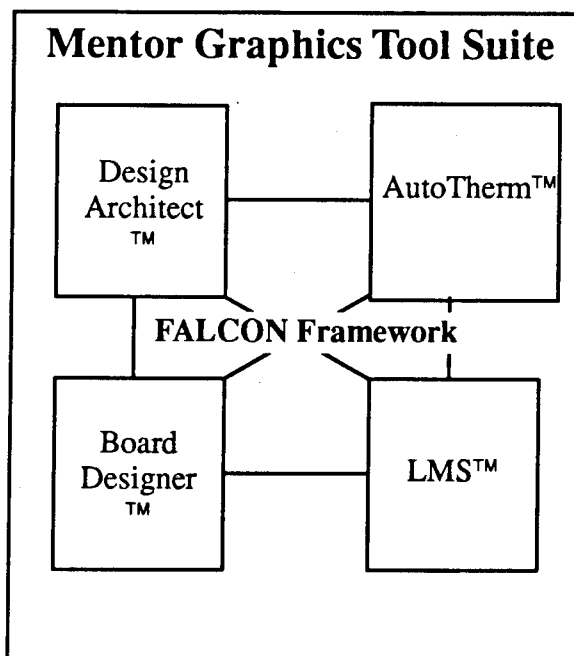 Mentor Graphics Tool Suite
Design
Architect
TM
AutoTherm™
FALCON Framework
Board
Designer
TM
LMS™